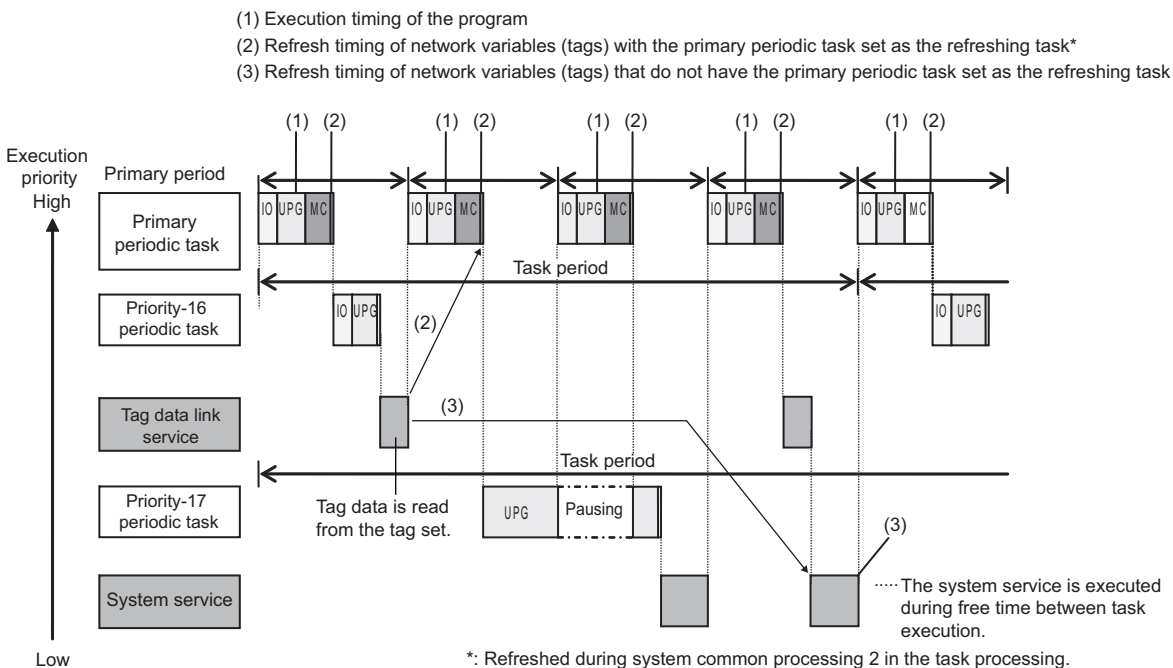 (1) Execution timing of the program
(2) Refresh timing of network variables (tags) with the primary periodic task set as the refreshing task*
(3) Refresh timing of network variables (tags) that do not have the primary periodic task set as the refreshing task
(1) (2) (1) (2) (1) (2) (1) (2) (1) (2)
Execution
priority
High
Primary period
IO UPG MC IO UPG MC IO UPG MC IO UPG MC IO UPG MC
Primary
periodic task
Task period
Priority-16
periodic task
IO UPG
(2)
IO UPG
Tag data link
service
(3)
Task period
Priority-17
periodic task
Tag data is read
from the tag set.
UPG
Pausing
(3)
System service
The system service is executed
during free time between task
execution.
Low
*: Refreshed during system common processing 2 in the task processing.